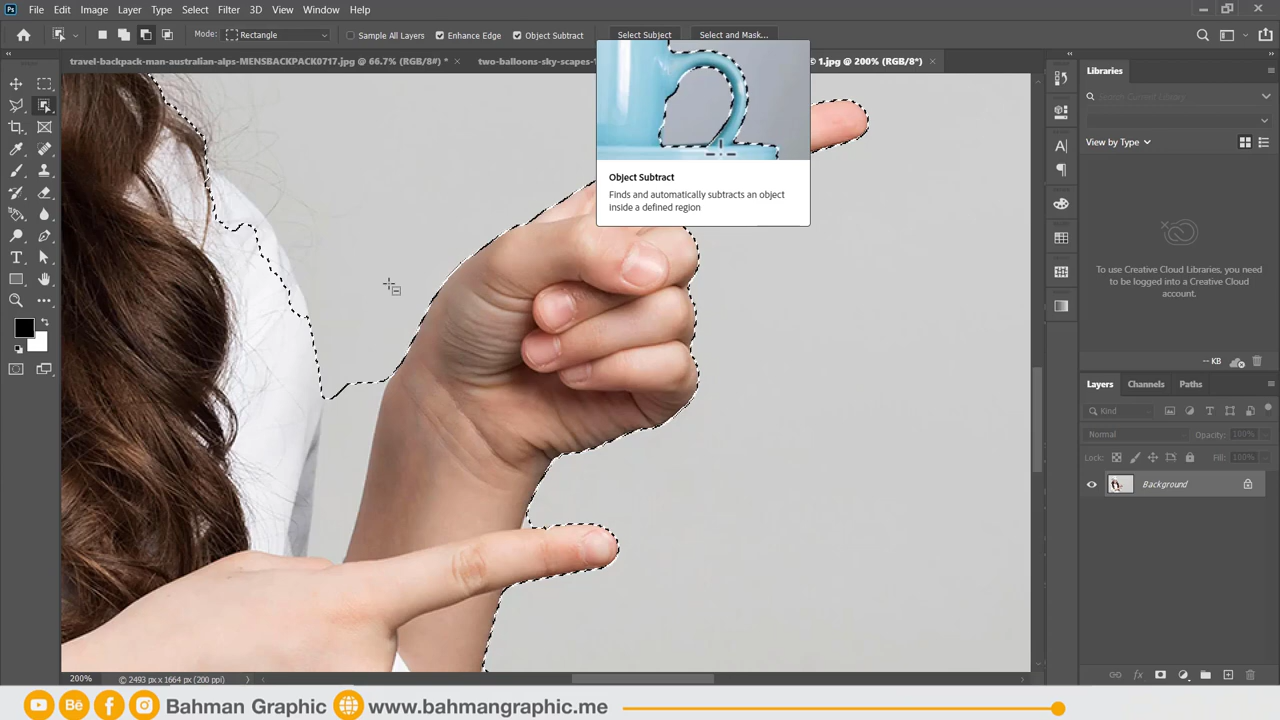 Ps File Edit Image Layer Type Select Filter 3D View Window Help
Mode: Rectangle Sample All Layers Enhance Edge Object Subtract Select Subject Select and Mask...
travel-backpack-man-australian-alps-MENSBACKPACK0717.jpg @ 66.7% (RGB/8#) * × two-balloons-sky-scapes-1 1.jpg @ 200% (RGB/8*) ×
Object Subtract
Finds and automatically subtracts an object
inside a defined region
Libraries
Search Current Library
View by Type
To use Creative Cloud Libraries, you need
to be logged into a Creative Cloud
account.
-- KB
Layers Channels Paths
Kind
Normal Opacity: 100%
Lock: Fill: 100%
Background
200% 2493 px x 1664 px (200 ppi)
Bē f Bahman Graphic www.bahmangraphic.me